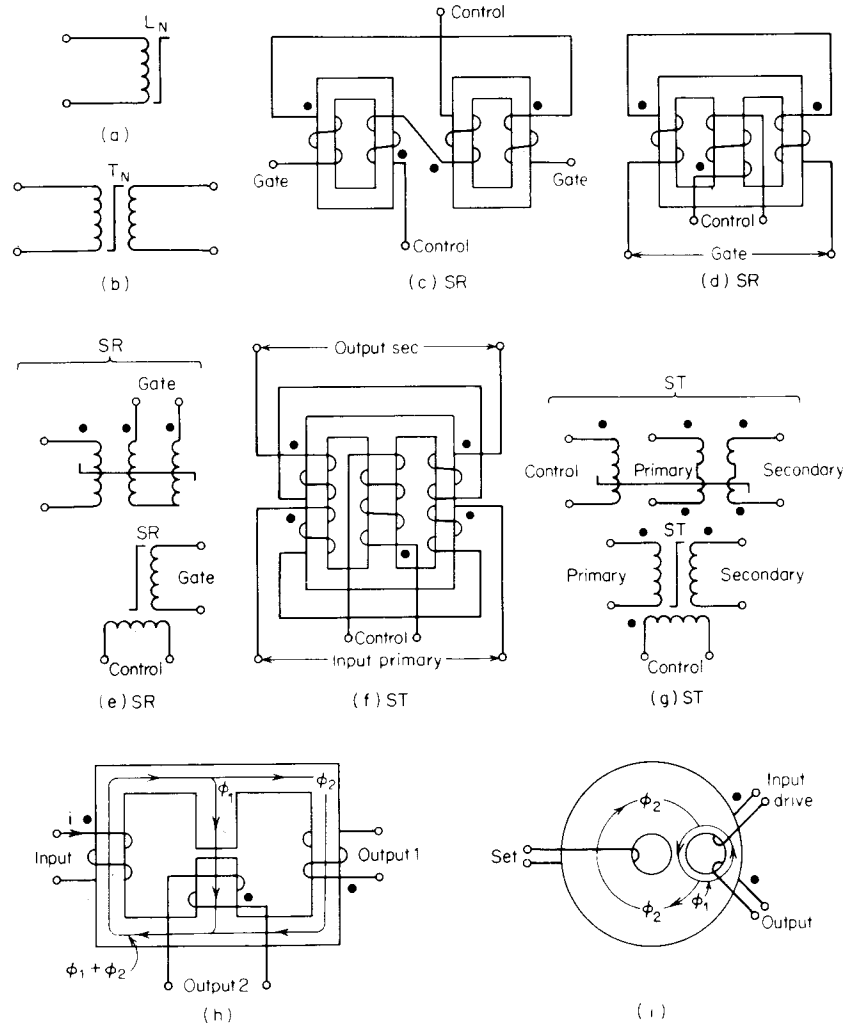 L_N
(a)
T_N
(b)
Control
Gate
Gate
Control
(c) SR
Control
Gate
(d) SR
SR
Gate
SR
Gate
Control
(e) SR
Output sec
Control
Input primary
(f) ST
ST
Control
Primary
Secondary
ST
Primary
Secondary
Control
(g) ST
i
Input
ϕ1
ϕ2
Output 1
ϕ1 + ϕ2
Output 2
(h)
Set
ϕ2
ϕ2
ϕ1
Input
drive
Output
(i)